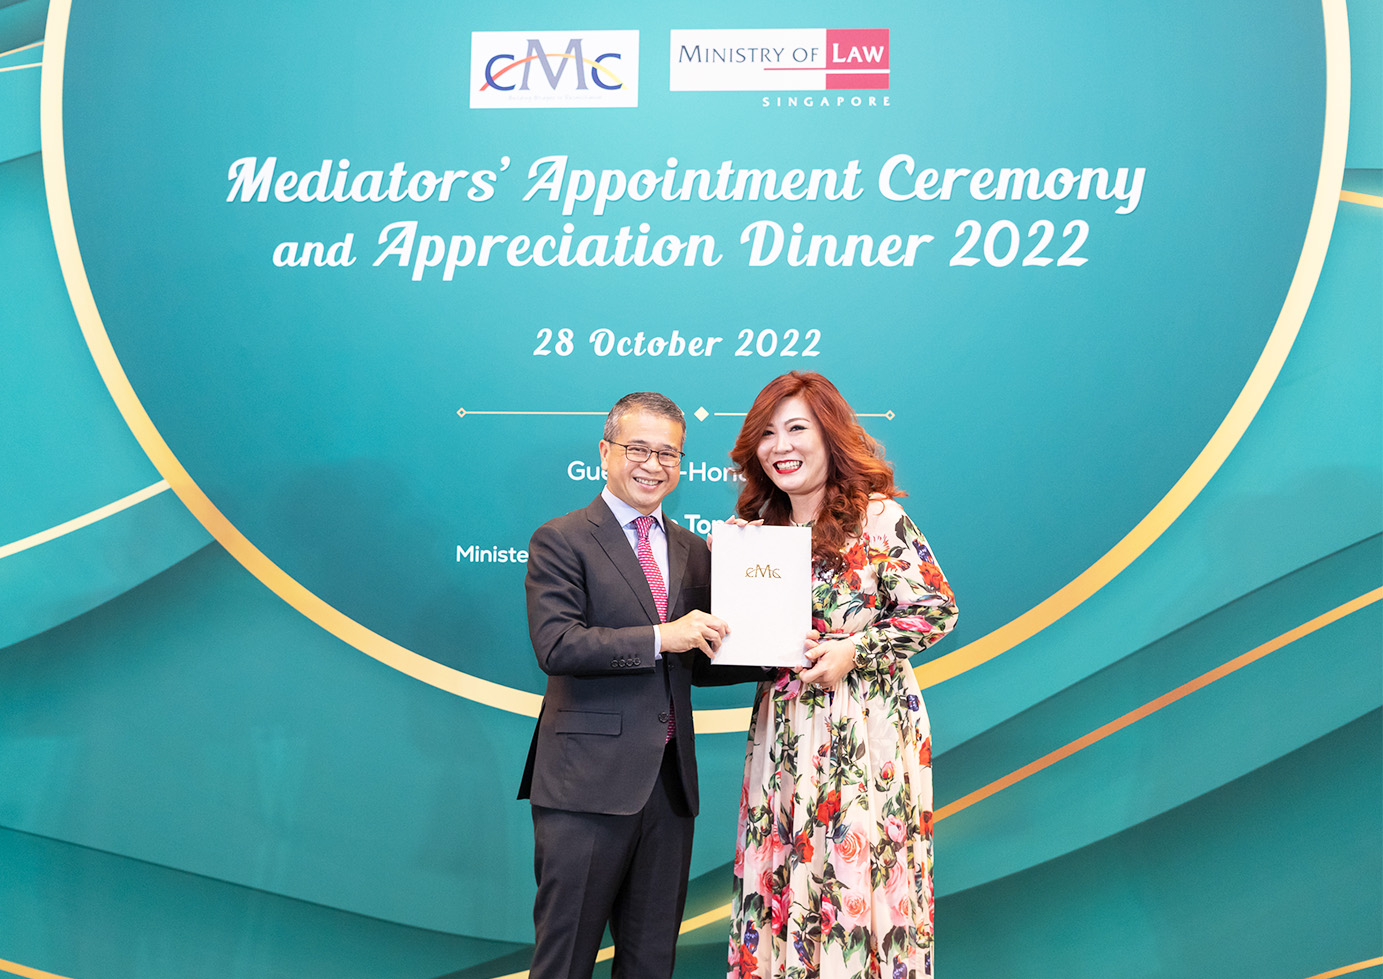 CMC
MINISTRY OF LAW
SINGAPORE
Mediators’ Appointment Ceremony
and Appreciation Dinner 2022
28 October 2022
CMC